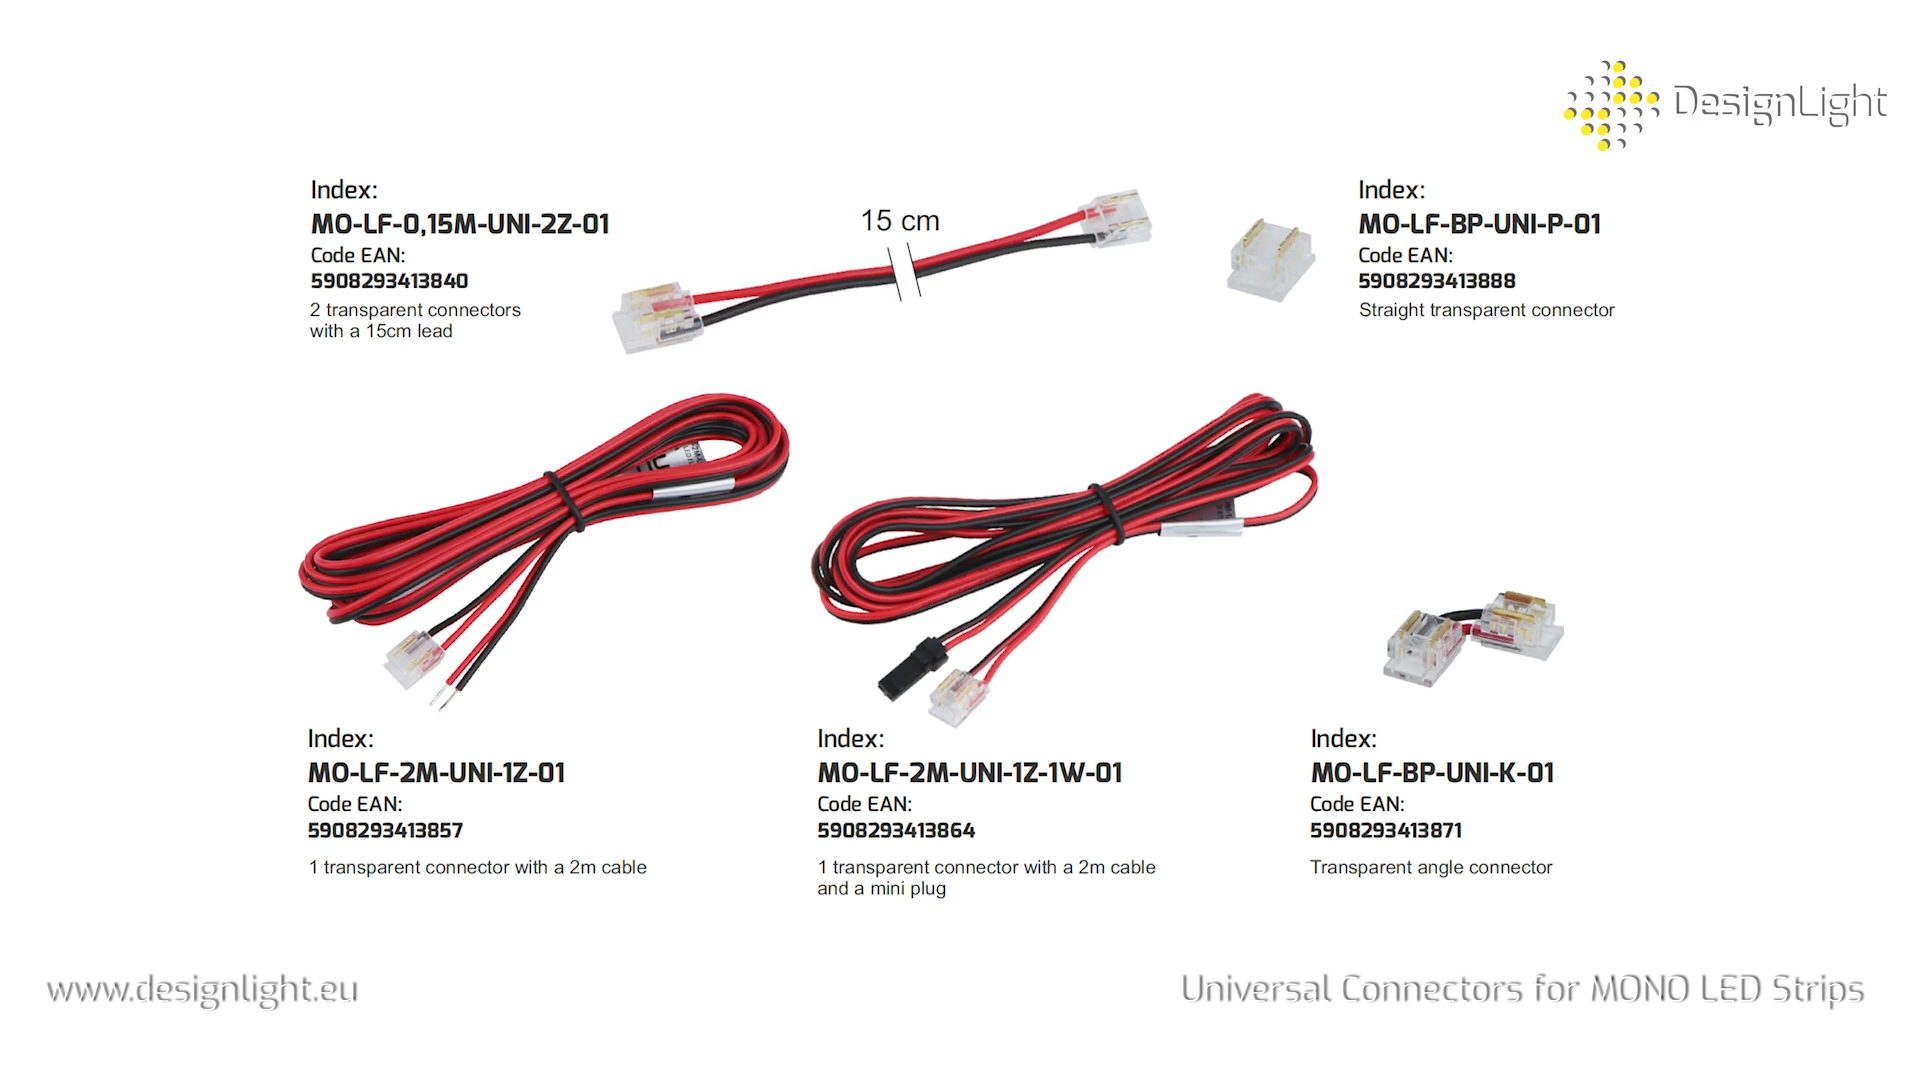 DesignLight
Index:
MO-LF-0,15M-UNI-2Z-01
Code EAN:
5908293413840
2 transparent connectors
with a 15cm lead
15 cm
Index:
MO-LF-BP-UNI-P-01
Code EAN:
5908293413888
Straight transparent connector
Index:
MO-LF-2M-UNI-1Z-01
Code EAN:
5908293413857
1 transparent connector with a 2m cable
Index:
MO-LF-2M-UNI-1Z-1W-01
Code EAN:
5908293413864
1 transparent connector with a 2m cable
and a mini plug
Index:
MO-LF-BP-UNI-K-01
Code EAN:
5908293413871
Transparent angle connector
www.designlight.eu
Universal Connectors for MONO LED Strips